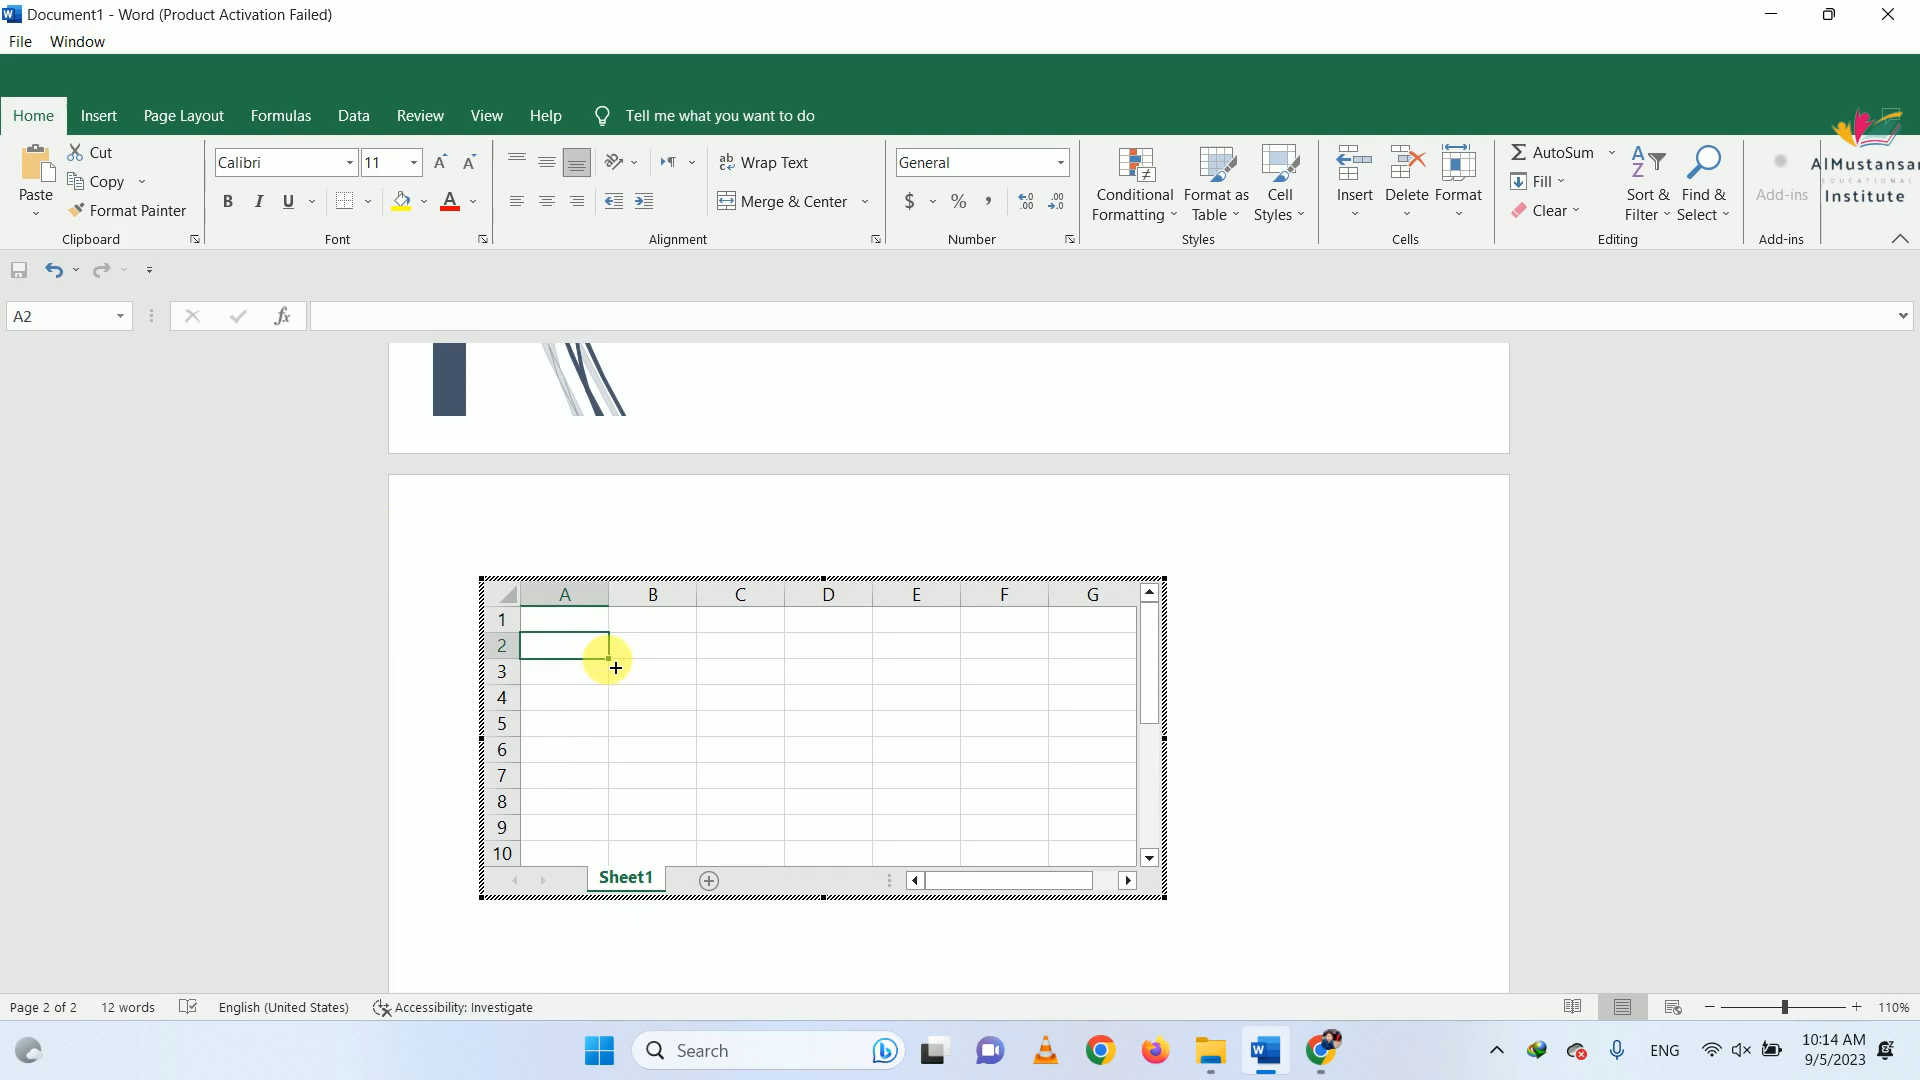 Document1 - Word (Product Activation Failed)
File Window
Home Insert Page Layout Formulas Data Review View Help Tell me what you want to do
Paste
Cut
Copy
Format Painter
Clipboard
Calibri 11
B I U A
Font
Wrap Text
Merge & Center
Alignment
General
$ % ,
Number
Conditional Formatting
Format as Table
Cell Styles
Styles
Insert
Delete
Format
Cells
AutoSum
Fill
Clear
Sort & Filter
Find & Select
Editing
Add-ins
Add-ins
AlMustansar
EDUCATIONAL
Institute
A2
fx
A B C D E F G
1
2
3
4
5
6
7
8
9
10
Sheet1
Page 2 of 2 12 words English (United States) Accessibility: Investigate 110%
Search ENG 10:14 AM
9/5/2023